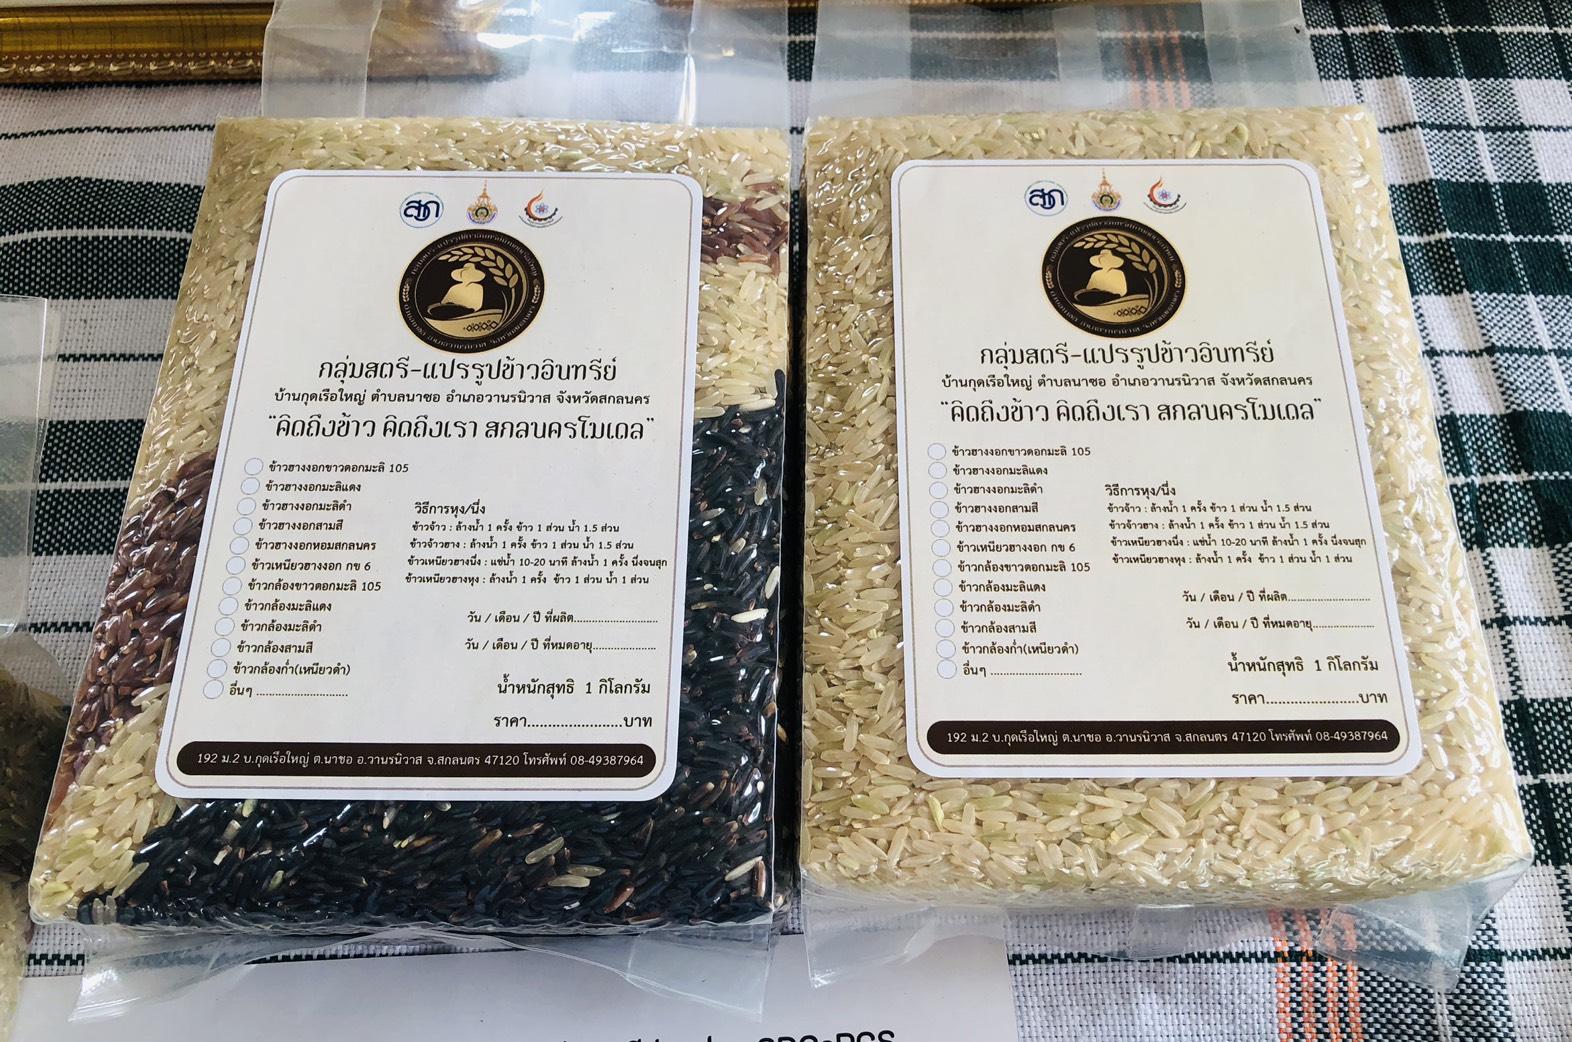 สวก
กลุ่มสตรี-แปรรูปข้าวอินทรีย์
บ้านกุดเรือใหญ่ ตำบลนาซอ อำเภอวานรนิวาส จังหวัดสกลนคร
"คิดถึงข้าว คิดถึงเรา สกลนครโมเดล"
ข้าวฮางงอกขาวดอกมะลิ 105
ข้าวฮางงอกมะลิแดง
ข้าวฮางงอกมะลิดำ
ข้าวฮางงอกสามสี
ข้าวฮางงอกหอมสกลนคร
ข้าวเหนียวฮางงอก กข 6
ข้าวกล้องขาวดอกมะลิ 105
ข้าวกล้องมะลิแดง
ข้าวกล้องมะลิดำ
ข้าวกล้องสามสี
ข้าวกล้องก่ำ(เหนียวดำ)
อื่นๆ ............................
วิธีการหุง/นึ่ง
ข้าวจ้าว : ล้างน้ำ 1 ครั้ง ข้าว 1 ส่วน น้ำ 1.5 ส่วน
ข้าวจ้าวฮาง : ล้างน้ำ 1 ครั้ง ข้าว 1 ส่วน น้ำ 1.5 ส่วน
ข้าวเหนียวฮางนึ่ง : แช่น้ำ 10-20 นาที ล้างน้ำ 1 ครั้ง นึ่งจนสุก
ข้าวเหนียวฮางหุง : ล้างน้ำ 1 ครั้ง ข้าว 1 ส่วน น้ำ 1 ส่วน
วัน / เดือน / ปี ที่ผลิต..........................
วัน / เดือน / ปี ที่หมดอายุ....................
น้ำหนักสุทธิ 1 กิโลกรัม
ราคา.......................บาท
192 ม.2 บ.กุดเรือใหญ่ ต.นาซอ อ.วานรนิวาส จ.สกลนคร 47120 โทรศัพท์ 08-49387964
สวก
กลุ่มสตรี-แปรรูปข้าวอินทรีย์
บ้านกุดเรือใหญ่ ตำบลนาซอ อำเภอวานรนิวาส จังหวัดสกลนคร
"คิดถึงข้าว คิดถึงเรา สกลนครโมเดล"
ข้าวฮางงอกขาวดอกมะลิ 105
ข้าวฮางงอกมะลิแดง
ข้าวฮางงอกมะลิดำ
ข้าวฮางงอกสามสี
ข้าวฮางงอกหอมสกลนคร
ข้าวเหนียวฮางงอก กข 6
ข้าวกล้องขาวดอกมะลิ 105
ข้าวกล้องมะลิแดง
ข้าวกล้องมะลิดำ
ข้าวกล้องสามสี
ข้าวกล้องก่ำ(เหนียวดำ)
อื่นๆ ............................
วิธีการหุง/นึ่ง
ข้าวจ้าว : ล้างน้ำ 1 ครั้ง ข้าว 1 ส่วน น้ำ 1.5 ส่วน
ข้าวจ้าวฮาง : ล้างน้ำ 1 ครั้ง ข้าว 1 ส่วน น้ำ 1.5 ส่วน
ข้าวเหนียวฮางนึ่ง : แช่น้ำ 10-20 นาที ล้างน้ำ 1 ครั้ง นึ่งจนสุก
ข้าวเหนียวฮางหุง : ล้างน้ำ 1 ครั้ง ข้าว 1 ส่วน น้ำ 1 ส่วน
วัน / เดือน / ปี ที่ผลิต..........................
วัน / เดือน / ปี ที่หมดอายุ....................
น้ำหนักสุทธิ 1 กิโลกรัม
ราคา.......................บาท
192 ม.2 บ.กุดเรือใหญ่ ต.นาซอ อ.วานรนิวาส จ.สกลนคร 47120 โทรศัพท์ 08-49387964